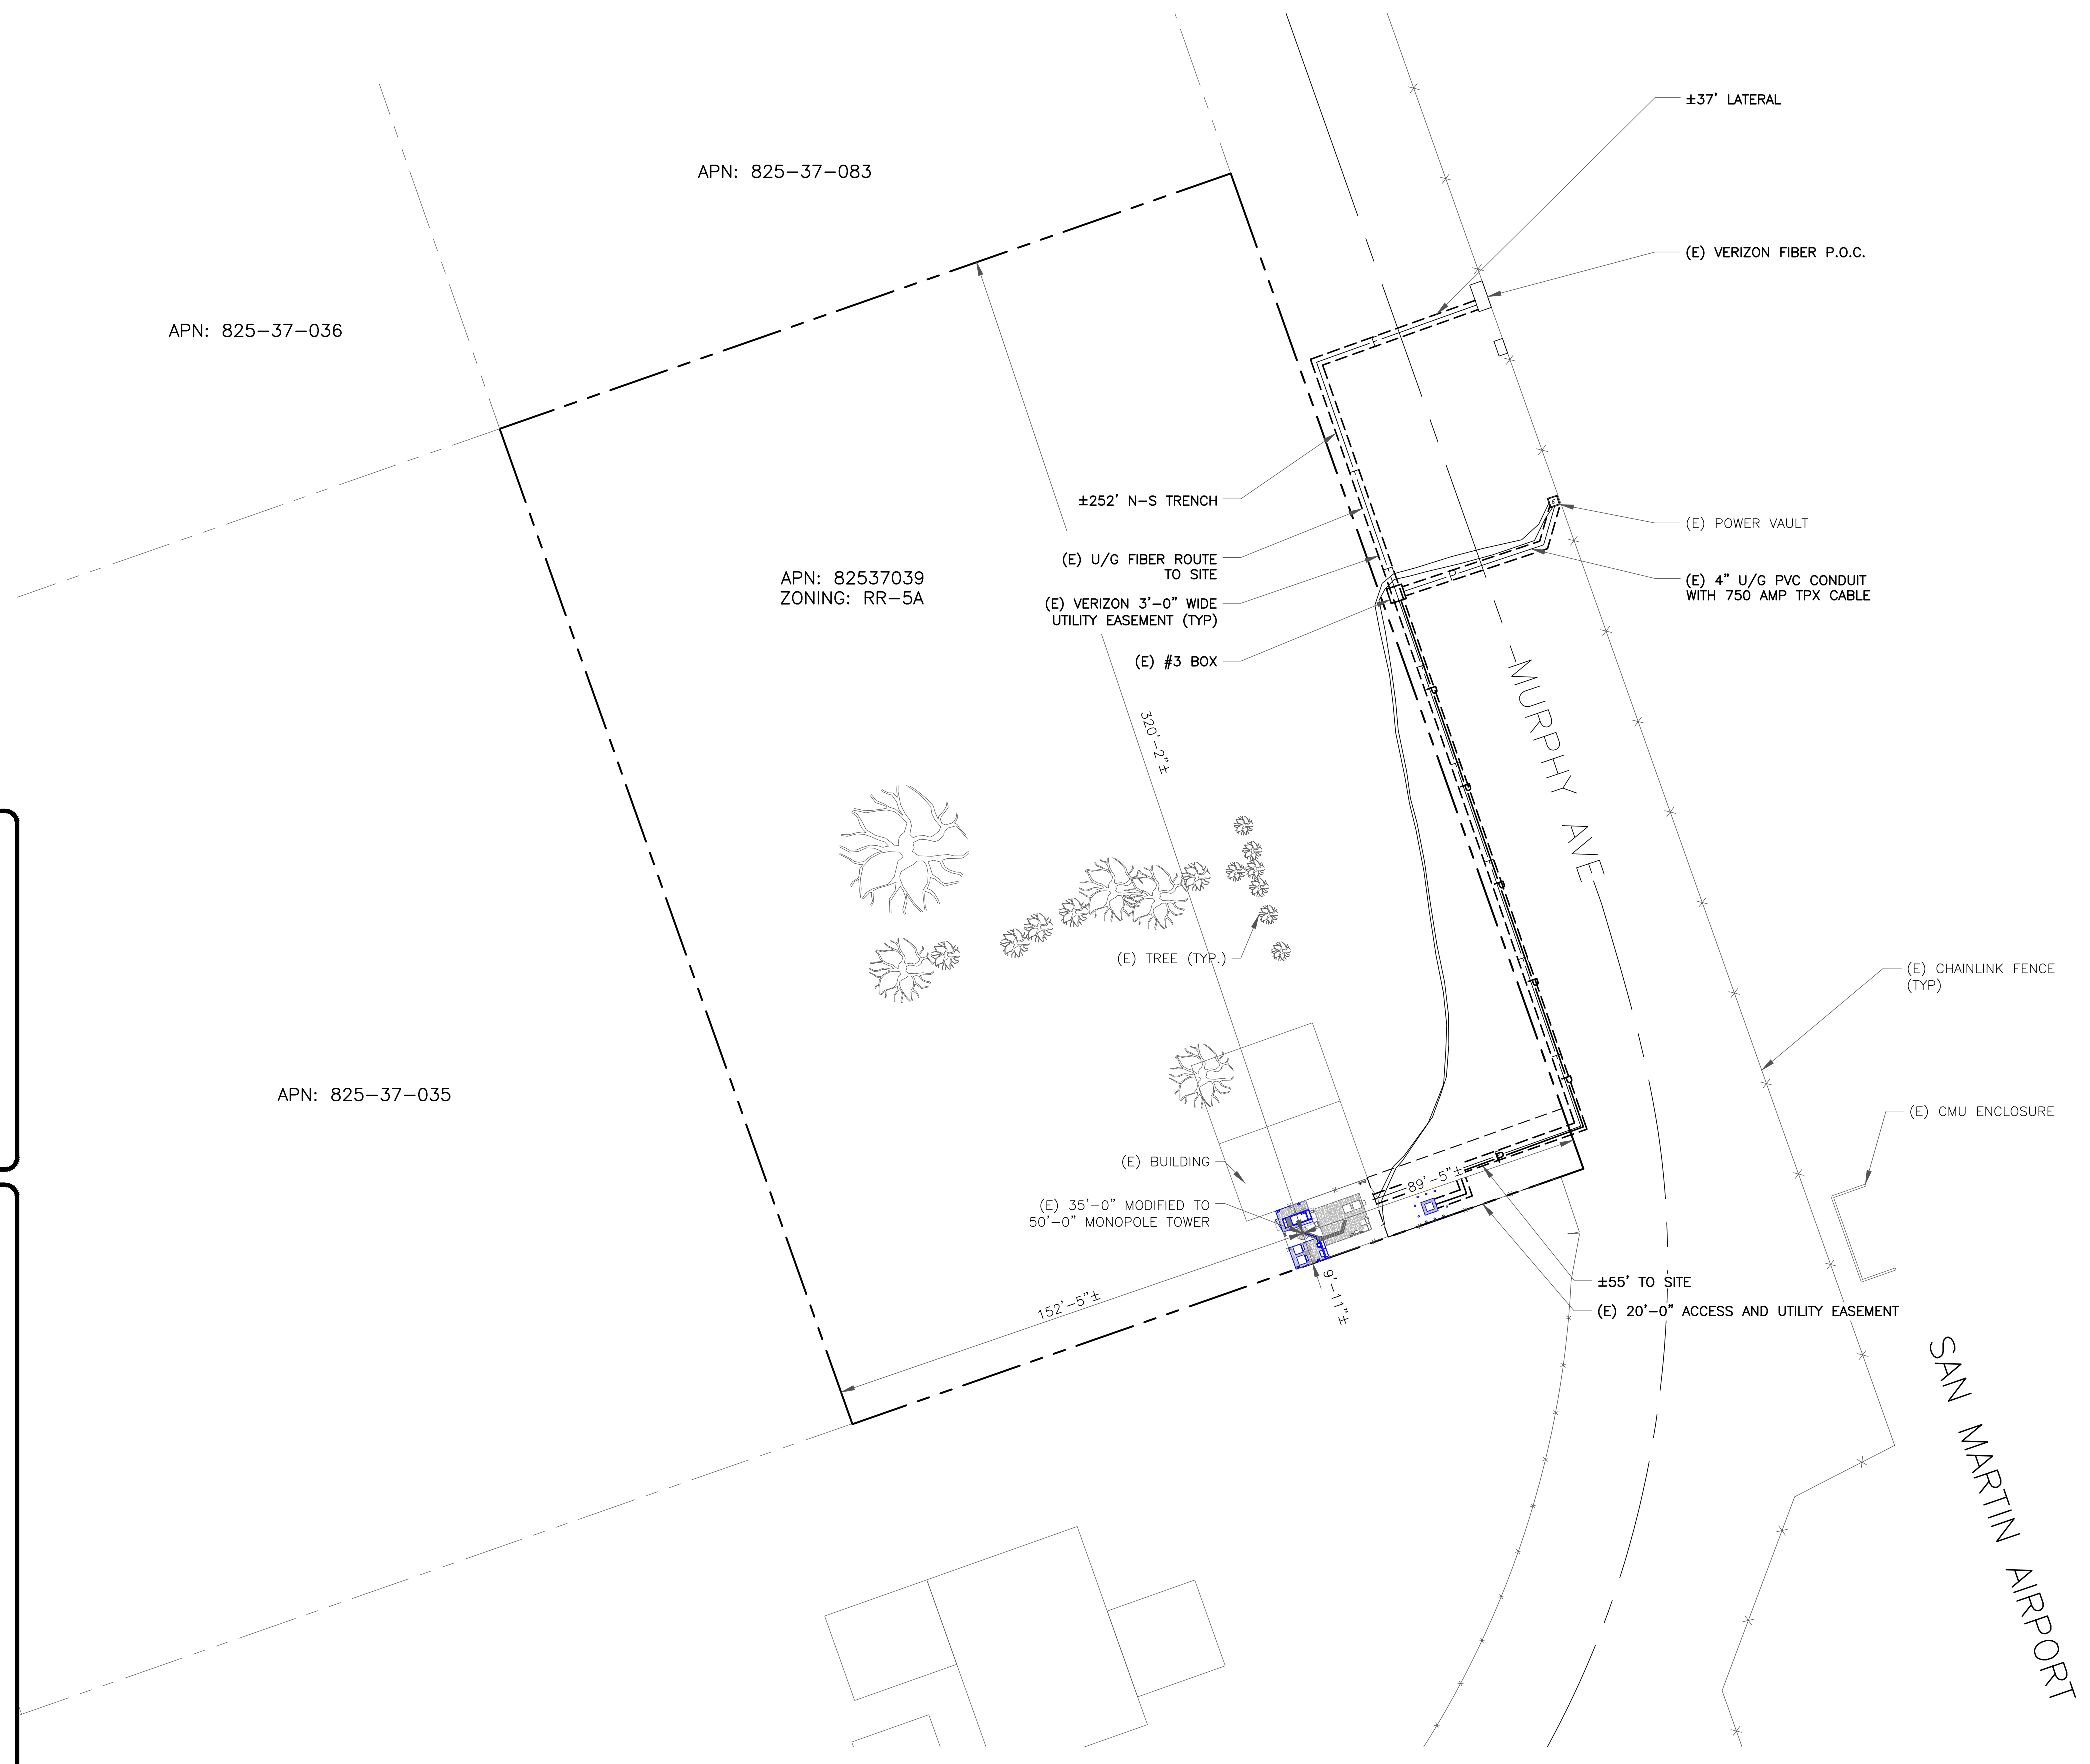 ±37' LATERAL
APN: 825-37-083
(E) VERIZON FIBER P.O.C.
APN: 825-37-036
±252' N-S TRENCH
(E) POWER VAULT
(E) U/G FIBER ROUTE
TO SITE
APN: 82537039
ZONING: RR-5A
(E) 4" U/G PVC CONDUIT
WITH 750 AMP TPX CABLE
(E) VERIZON 3'-0" WIDE
UTILITY EASEMENT (TYP)
(E) #3 BOX
MURPHY AVE
320'-2"±
P
P
P
P
P
P
(E) TREE (TYP.)
(E) CHAINLINK FENCE
(TYP)
APN: 825-37-035
(E) CMU ENCLOSURE
(E) BUILDING
89'-5"±
(E) 35'-0" MODIFIED TO
50'-0" MONOPOLE TOWER
±55' TO SITE
9'-11"±
152'-5"±
(E) 20'-0" ACCESS AND UTILITY EASEMENT
SAN MARTIN AIRPORT